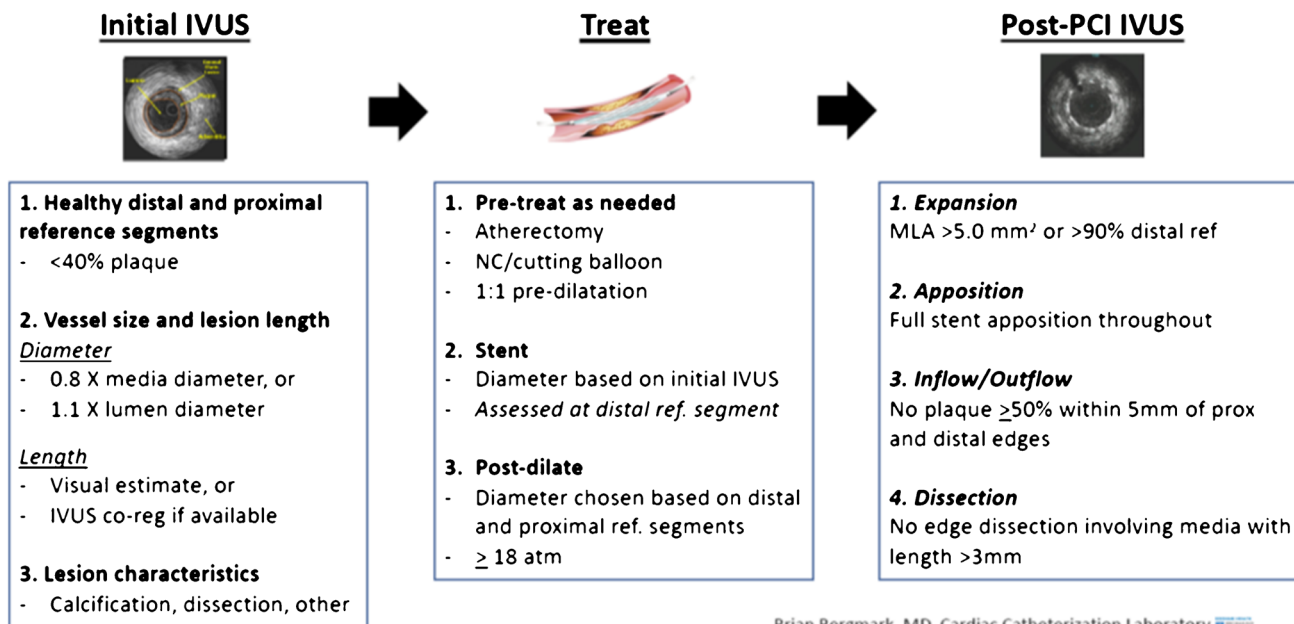 Initial IVUS
Treat
Post-PCI IVUS
1. Healthy distal and proximal
reference segments
- <40% plaque
2. Vessel size and lesion length
Diameter
- 0.8 X media diameter, or
- 1.1 X lumen diameter
Length
- Visual estimate, or
- IVUS co-reg if available
3. Lesion characteristics
- Calcification, dissection, other
1. Pre-treat as needed
- Atherectomy
- NC/cutting balloon
- 1:1 pre-dilatation
2. Stent
- Diameter based on initial IVUS
- Assessed at distal ref. segment
3. Post-dilate
- Diameter chosen based on distal
and proximal ref. segments
- ≥ 18 atm
1. Expansion
MLA >5.0 mm² or >90% distal ref
2. Apposition
Full stent apposition throughout
3. Inflow/Outflow
No plaque ≥50% within 5mm of prox
and distal edges
4. Dissection
No edge dissection involving media with
length >3mm
Brian Bergmark, MD, Cardiac Catheterization Laboratory